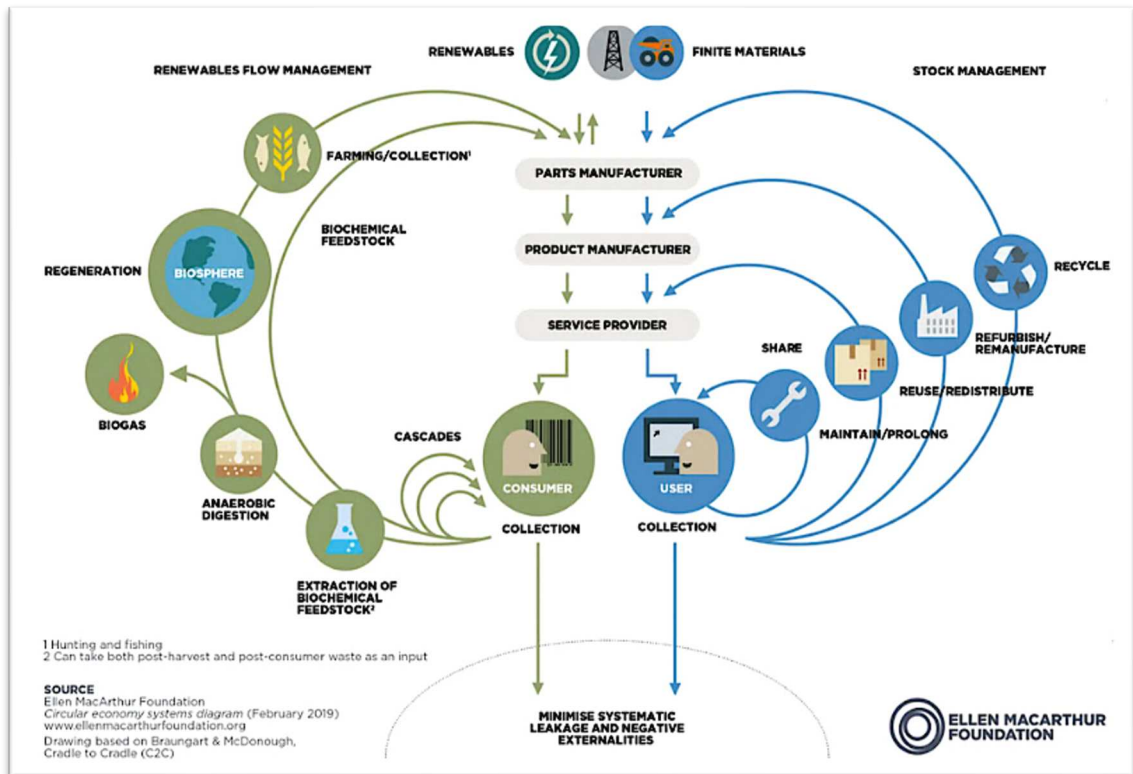 RENEWABLES
FINITE MATERIALS
RENEWABLES FLOW MANAGEMENT
STOCK MANAGEMENT
FARMING/COLLECTION¹
PARTS MANUFACTURER
BIOCHEMICAL
FEEDSTOCK
PRODUCT MANUFACTURER
REGENERATION
BIOSPHERE
RECYCLE
SERVICE PROVIDER
SHARE
REFURBISH/
REMANUFACTURE
REUSE/REDISTRIBUTE
BIOGAS
CASCADES
MAINTAIN/PROLONG
CONSUMER
USER
ANAEROBIC
DIGESTION
COLLECTION
COLLECTION
EXTRACTION OF
BIOCHEMICAL
FEEDSTOCK²
1 Hunting and fishing
2 Can take both post-harvest and post-consumer waste as an input
SOURCE
Ellen MacArthur Foundation
Circular economy systems diagram (February 2019)
www.ellenmacarthurfoundation.org
Drawing based on Braungart & McDonough,
Cradle to Cradle (C2C)
MINIMISE SYSTEMATIC
LEAKAGE AND NEGATIVE
EXTERNALITIES
ELLEN MACARTHUR
FOUNDATION